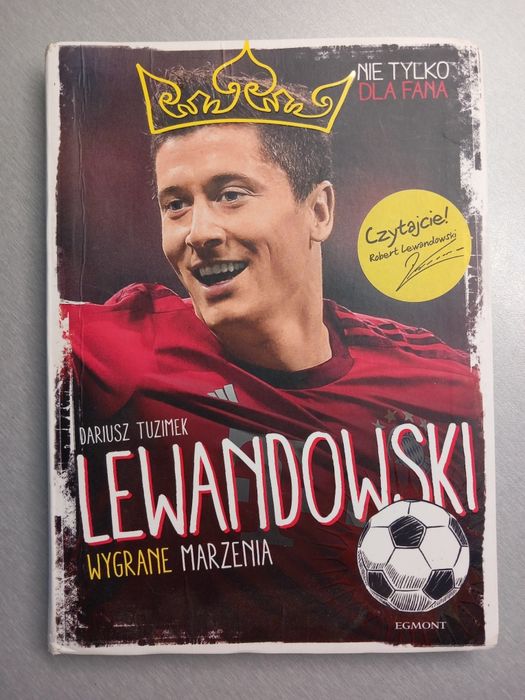 NIE TYLKO
DLA FANA
Czytajcie!
Robert Lewandowski
DARIUSZ TUZIMEK
LEWANDOWSKI
WYGRANE MARZENIA
EGMONT